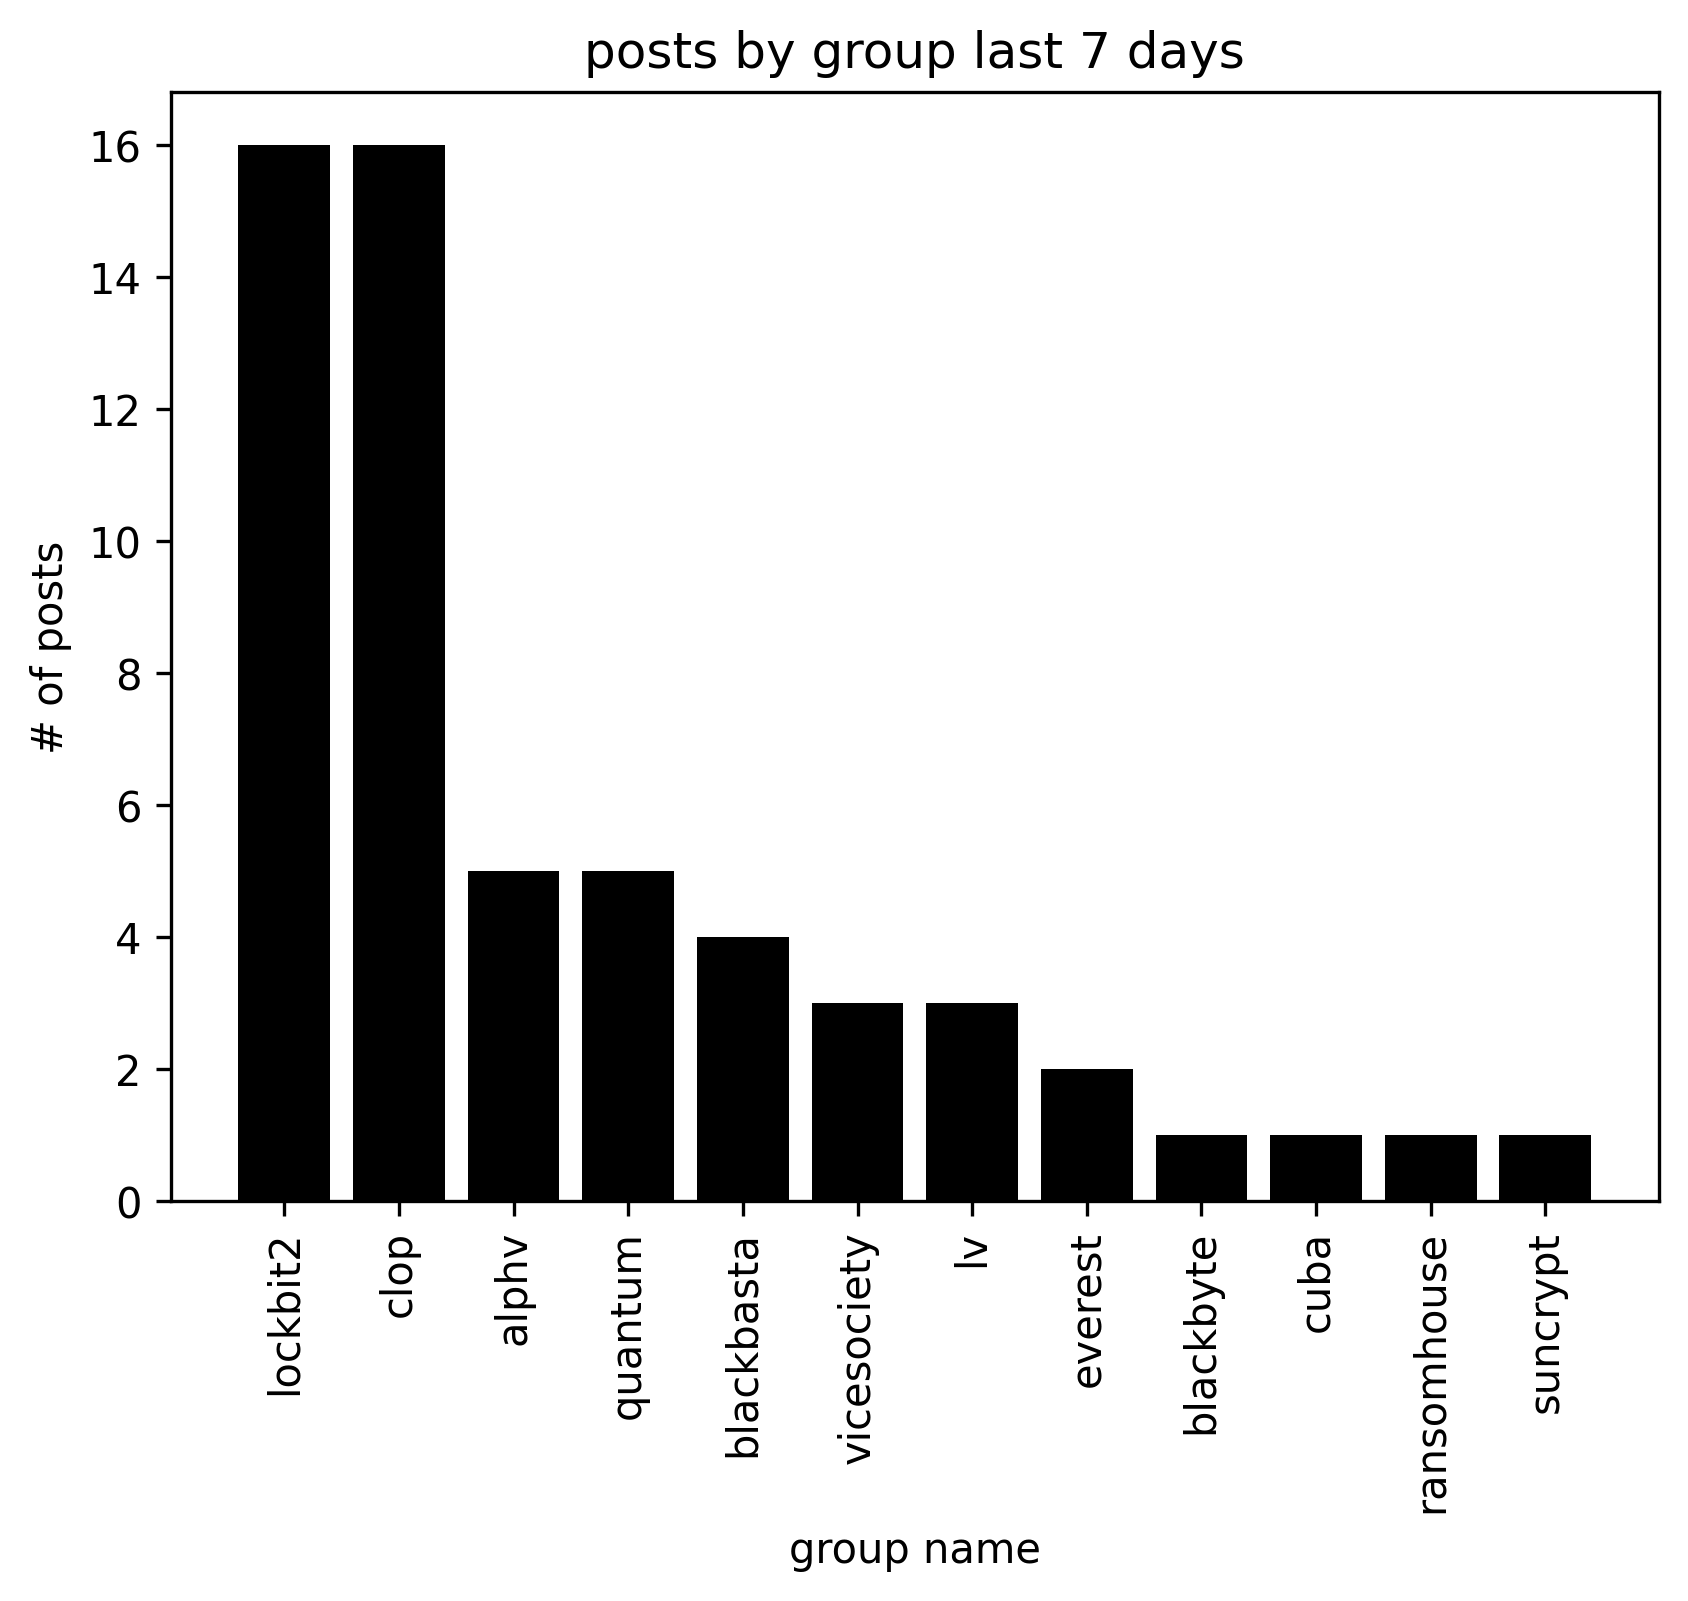 posts by group last 7 days
# of posts
16
14
12
10
8
6
4
2
0
lockbit2
clop
alphv
quantum
blackbasta
vicesociety
lv
everest
blackbyte
cuba
ransomhouse
suncrypt
group name